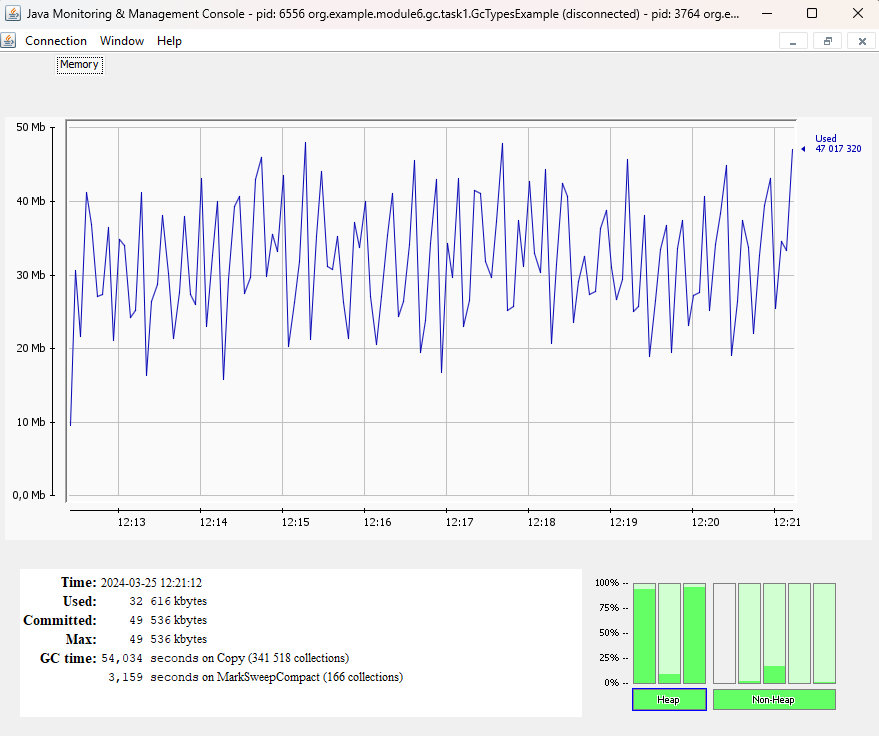 Java Monitoring & Management Console - pid: 6556 org.example.module6.gc.task1.GcTypesExample (disconnected) - pid: 3764 org.e...
Connection Window Help
Memory
50 Mb
40 Mb
30 Mb
20 Mb
10 Mb
0,0 Mb
Used
47 017 320
12:13 12:14 12:15 12:16 12:17 12:18 12:19 12:20 12:21
Time: 2024-03-25 12:21:12
Used: 32 616 kbytes
Committed: 49 536 kbytes
Max: 49 536 kbytes
GC time: 54,034 seconds on Copy (341 518 collections)
3,159 seconds on MarkSweepCompact (166 collections)
100% --
75% --
50% --
25% --
0% --
Heap Non-Heap